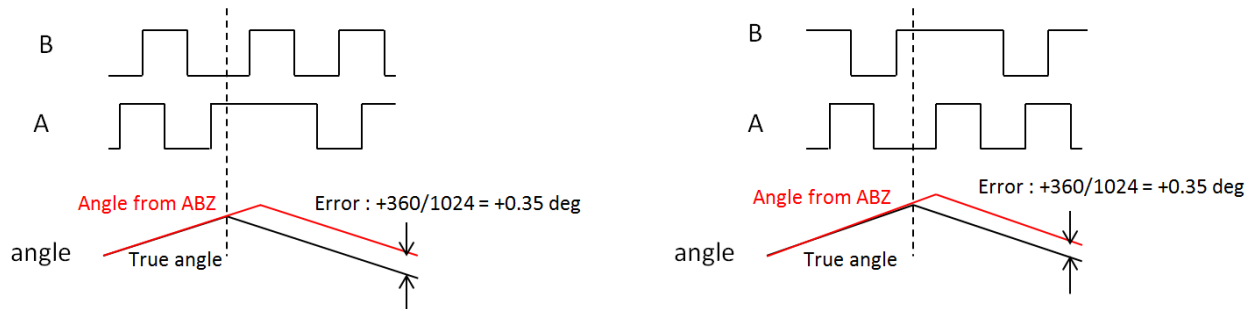 B
A
Angle from ABZ
Error : +360/1024 = +0.35 deg
angle
True angle
B
A
Error : +360/1024 = +0.35 deg
Angle from ABZ
angle
True angle